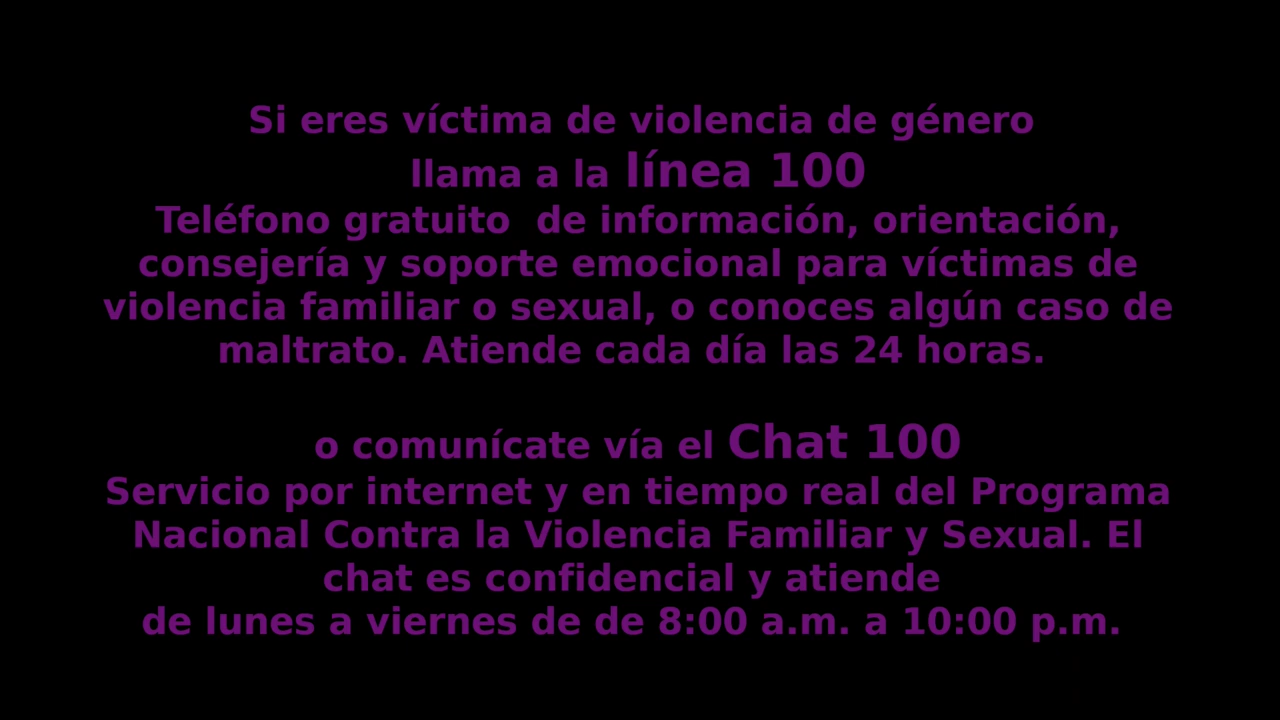 Si eres víctima de violencia de género
llama a la línea 100
Teléfono gratuito  de información, orientación,
consejería y soporte emocional para víctimas de
violencia familiar o sexual, o conoces algún caso de
maltrato. Atiende cada día las 24 horas.
o comunícate vía el Chat 100
Servicio por internet y en tiempo real del Programa
Nacional Contra la Violencia Familiar y Sexual. El
chat es confidencial y atiende
de lunes a viernes de de 8:00 a.m. a 10:00 p.m.